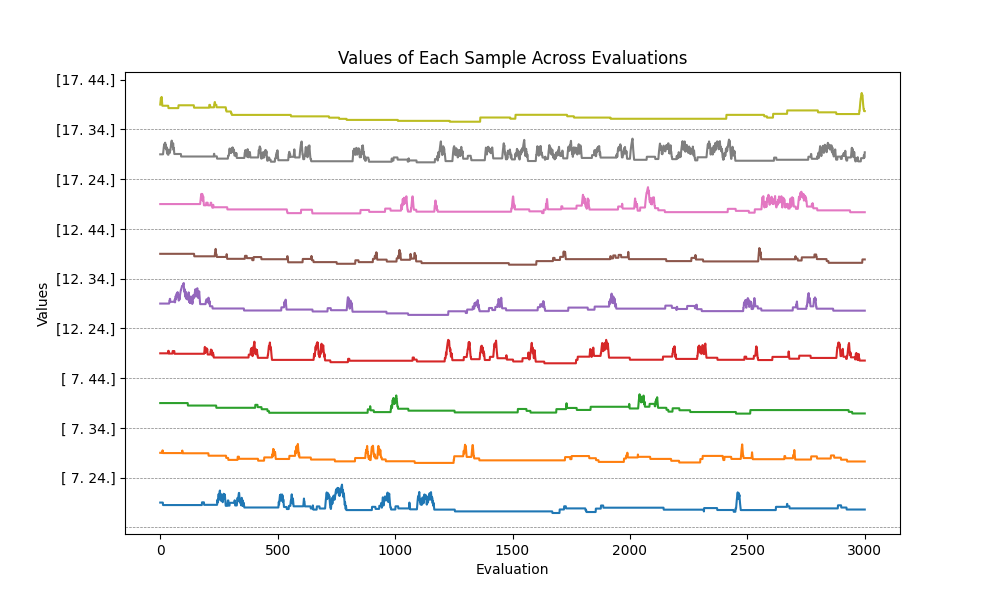 Values of Each Sample Across Evaluations
[17. 44.]
[17. 34.]
[17. 24.]
[12. 44.]
[12. 34.]
[12. 24.]
[ 7. 44.]
[ 7. 34.]
[ 7. 24.]
Values
0 500 1000 1500 2000 2500 3000
Evaluation